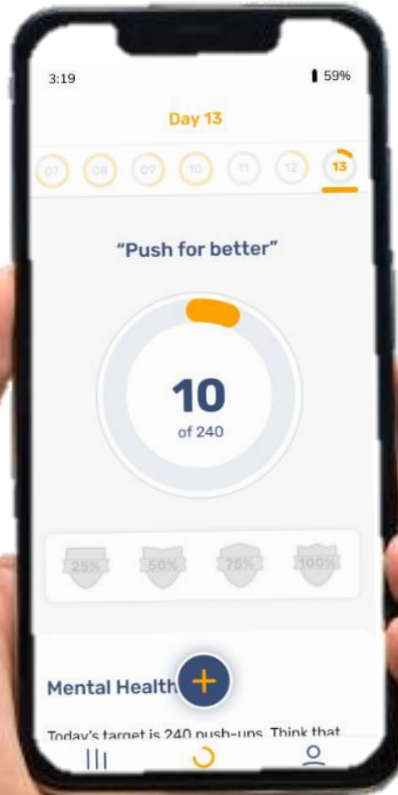 3:19
59%
Day 13
07 08 09 10 11 12 13
“Push for better”
10
of 240
25% 50% 75% 100%
Mental Health
Today's target is 240 push-ups. Think that